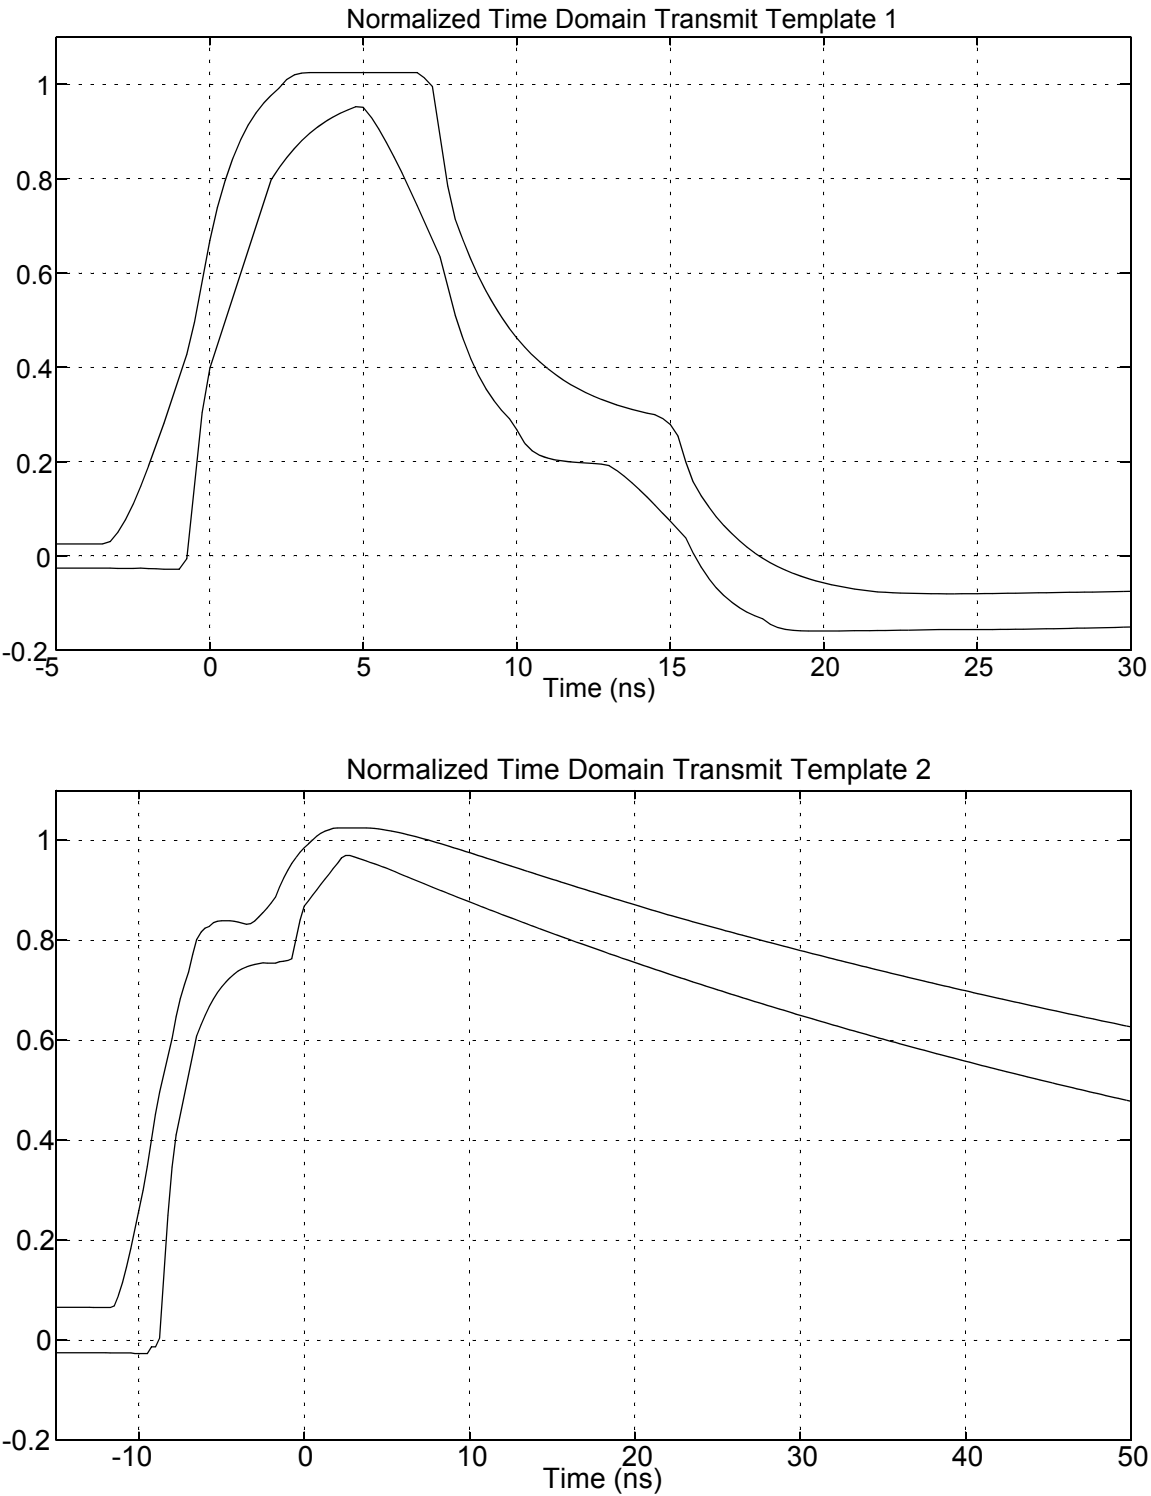 Normalized Time Domain Transmit Template 1
1
0.8
0.6
0.4
0.2
0
-0.2
-5 0 5 10 15 20 25 30
Time (ns)
Normalized Time Domain Transmit Template 2
1
0.8
0.6
0.4
0.2
0
-0.2
-10 0 10 20 30 40 50
Time (ns)